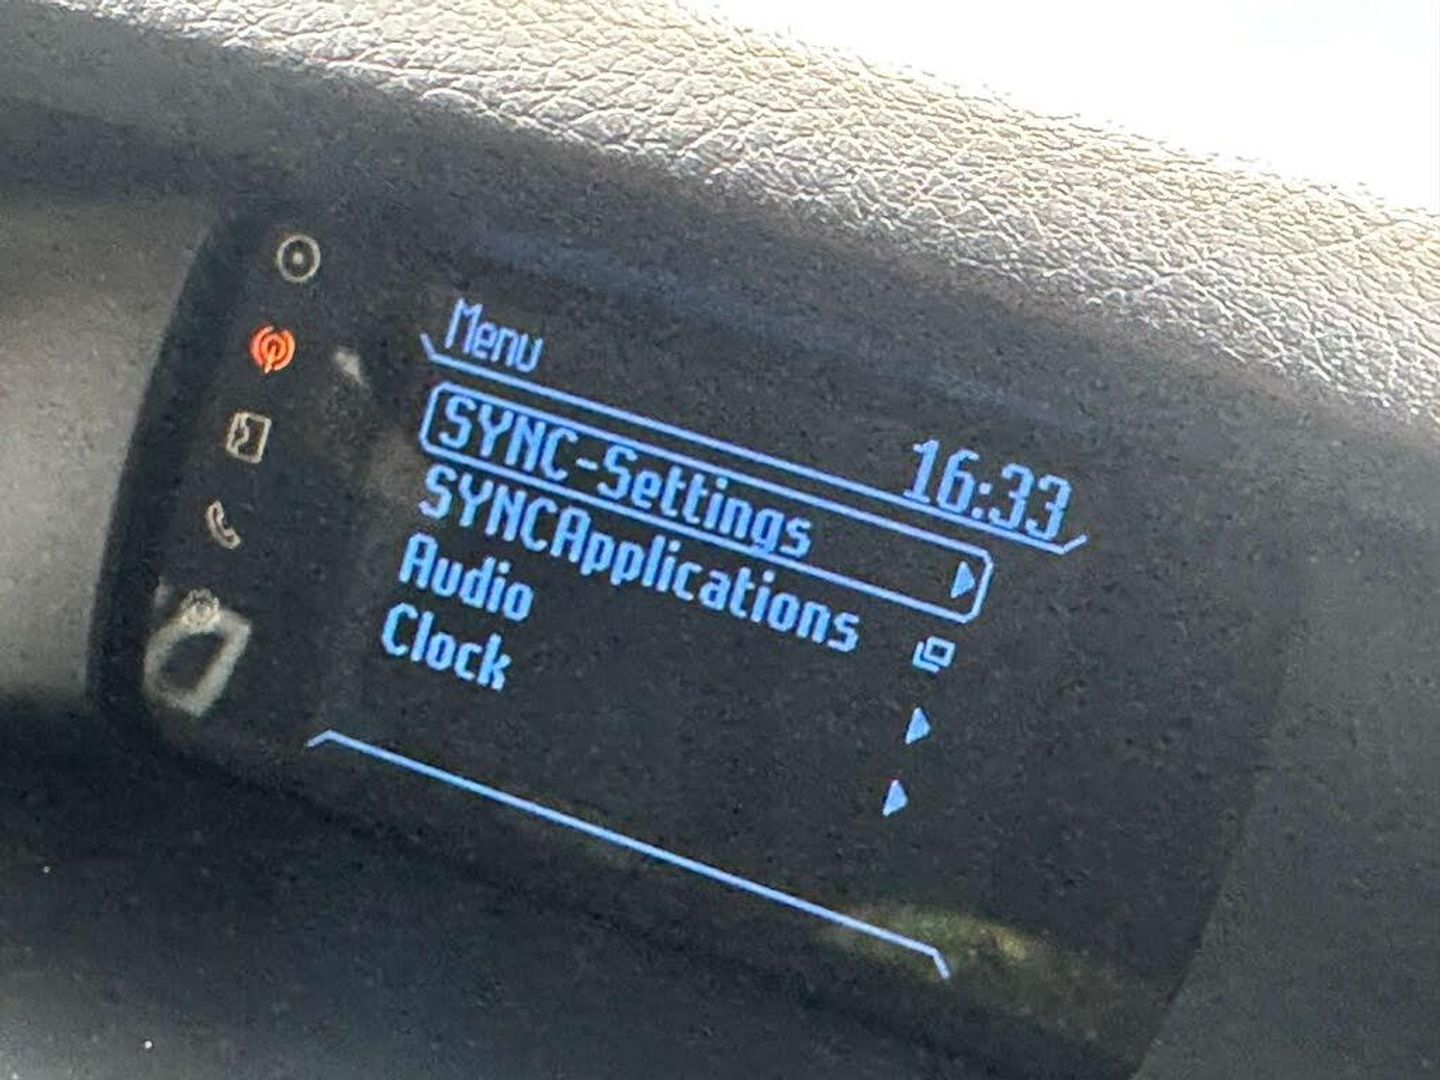 Menu
16:33
SYNC-Settings
SYNCApplications
Audio
Clock